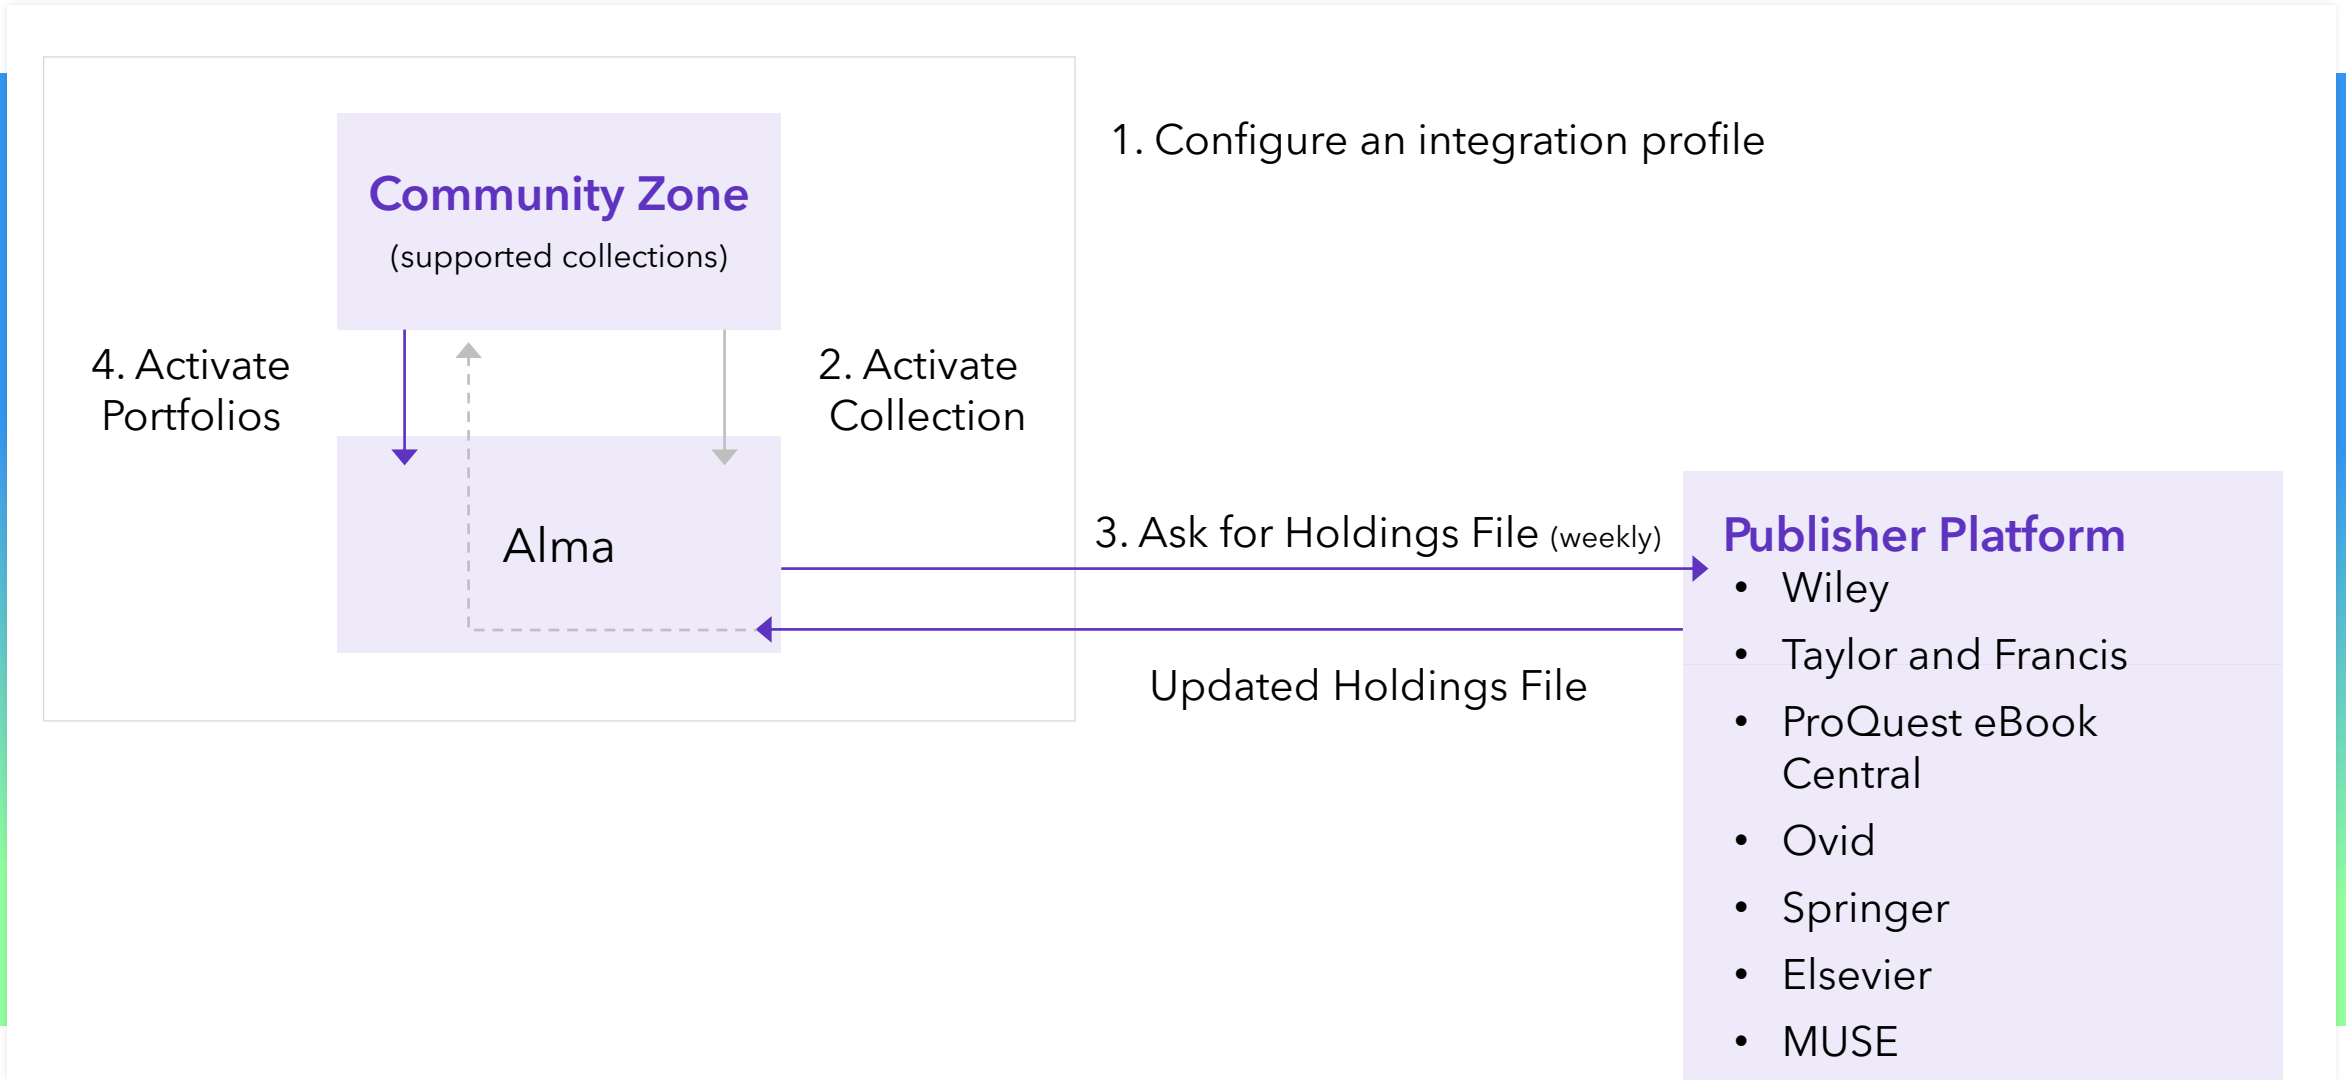 1. Configure an integration profile
Community Zone
(supported collections)
4. Activate
Portfolios
2. Activate
Collection
Alma
3. Ask for Holdings File (weekly)
Updated Holdings File
Publisher Platform
• Wiley
• Taylor and Francis
• ProQuest eBook
Central
• Ovid
• Springer
• Elsevier
• MUSE